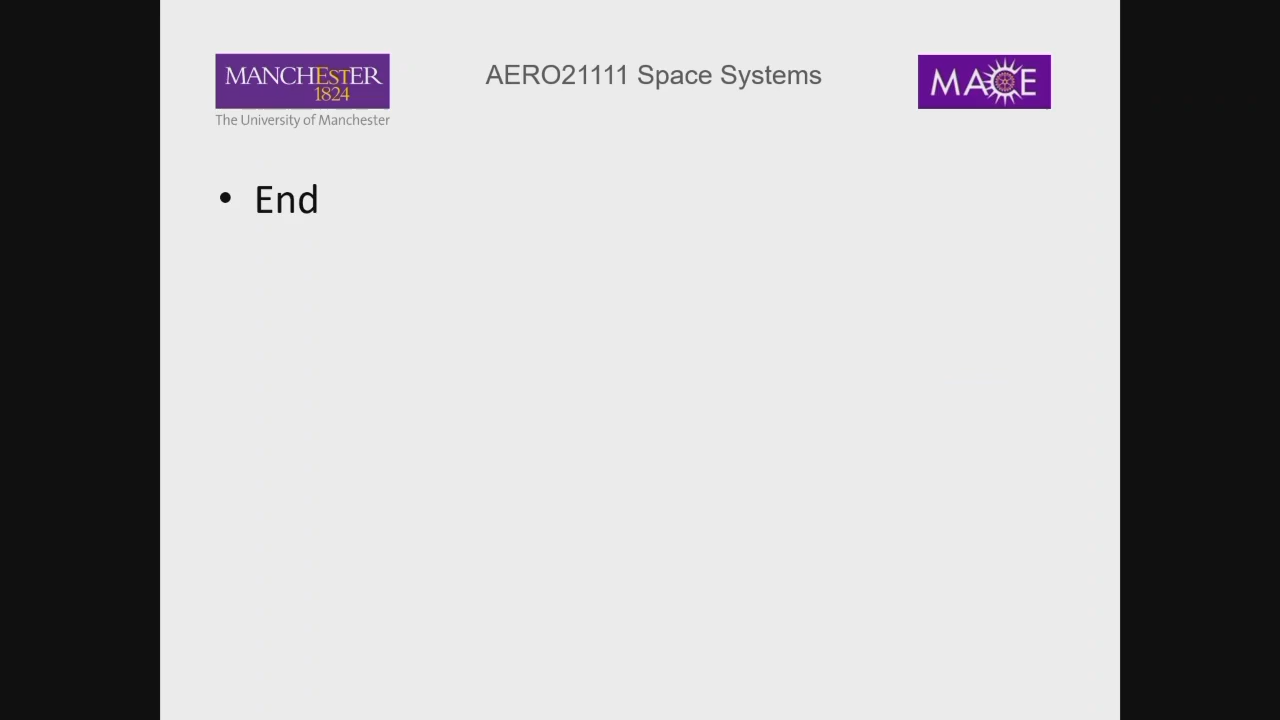 MANCHEsTER
1824
The University of Manchester
AERO21111 Space Systems
MACE
• End